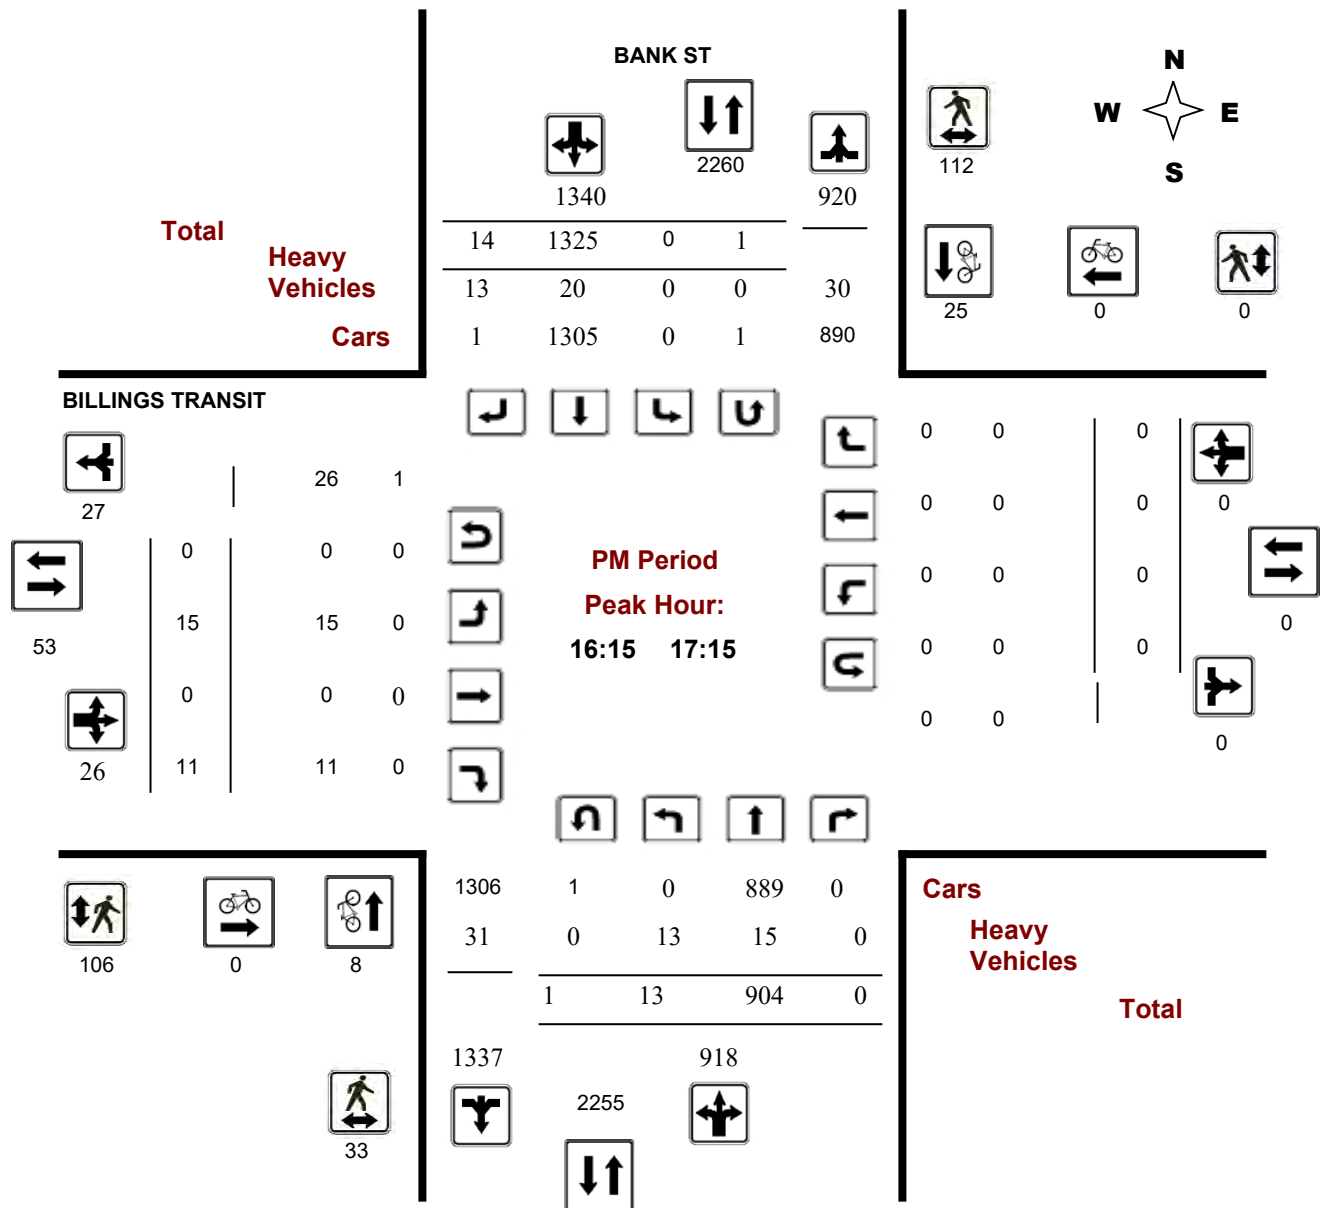 BANK ST
N
W E
S
2260
112
1340 920
Total 14 1325 0 1
Heavy
Vehicles 13 20 0 0 30
25 0 0
Cars 1 1305 0 1 890
BILLINGS TRANSIT
0 0 0
26 1
27
0 0 0 0
0 0 0
PM Period
0 0 0
Peak Hour:
15 15 0
0
53
16:15 17:15
0 0 0
0 0 0
0 0
0
26 11 11 0
1306 1 0 889 0
Cars
31 0 13 15 0
Heavy
Vehicles
106 0 8
1 13 904 0
Total
1337 918
2255
33